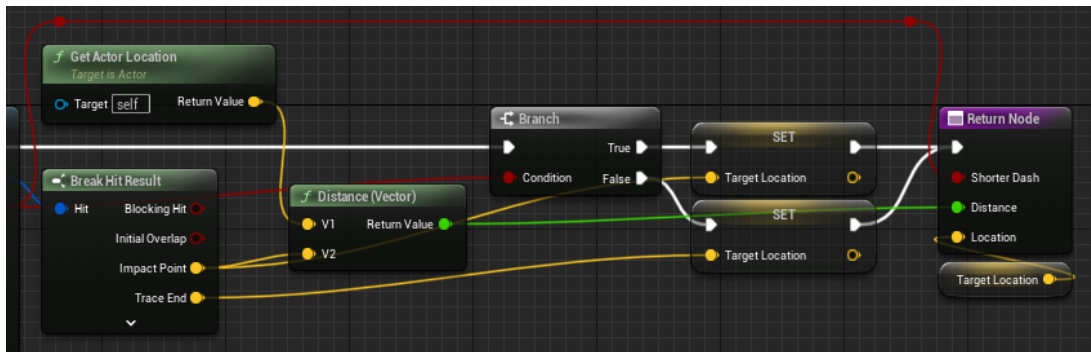 f Get Actor Location
Target is Actor
Target self
Return Value
Break Hit Result
Hit
Blocking Hit
Initial Overlap
Impact Point
Trace End
f Distance (Vector)
V1
Return Value
V2
Branch
True
Condition
False
SET
Target Location
SET
Target Location
Return Node
Shorter Dash
Distance
Location
Target Location